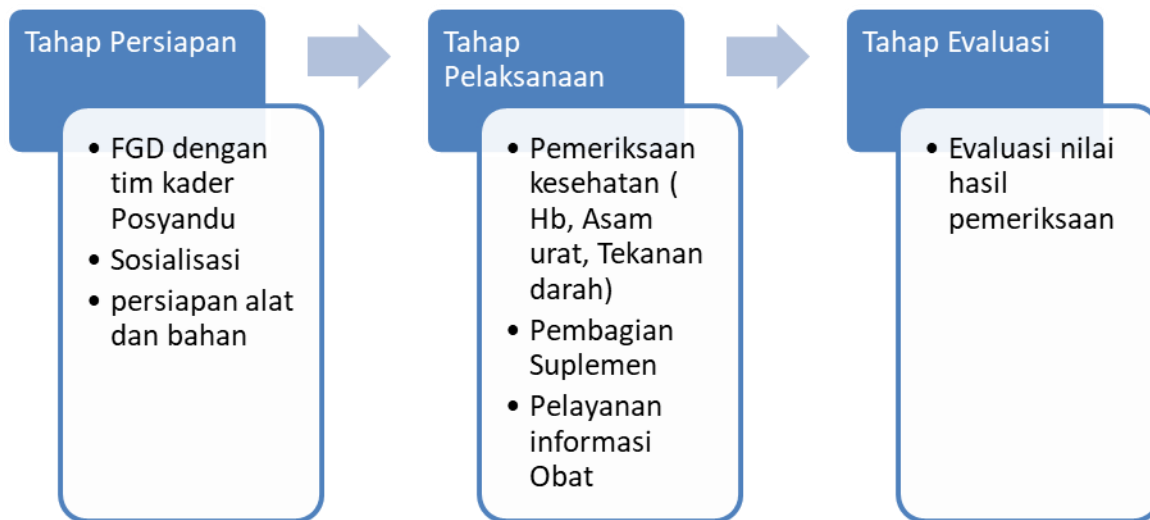 Tahap Persiapan
• FGD dengan
tim kader
Posyandu
• Sosialisasi
• persiapan alat
dan bahan
Tahap
Pelaksanaan
• Pemeriksaan
kesehatan (
Hb, Asam
urat, Tekanan
darah)
• Pembagian
Suplemen
• Pelayanan
informasi
Obat
Tahap Evaluasi
• Evaluasi nilai
hasil
pemeriksaan